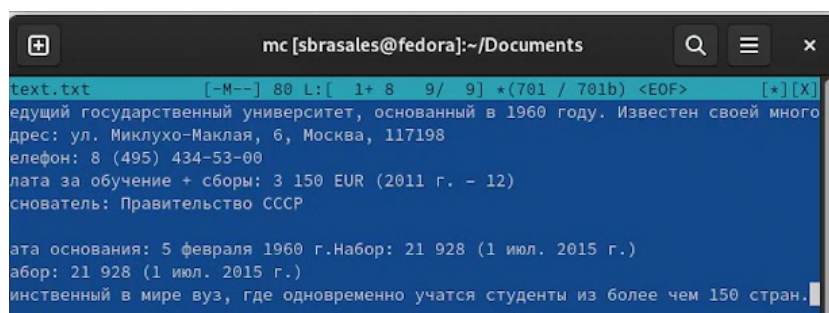 mc [sbrasales@fedora]:~/Documents
text.txt [-M--] 80 L:[ 1+ 8 9/ 9] *(701 / 701b) <EOF> [*][X]
едущий государственный университет, основанный в 1960 году. Известен своей много
дрес: ул. Миклухо-Маклая, 6, Москва, 117198
елефон: 8 (495) 434-53-00
лата за обучение + сборы: 3 150 EUR (2011 г. – 12)
снователь: Правительство СССР
ата основания: 5 февраля 1960 г.Набор: 21 928 (1 июл. 2015 г.)
абор: 21 928 (1 июл. 2015 г.)
инственный в мире вуз, где одновременно учатся студенты из более чем 150 стран.